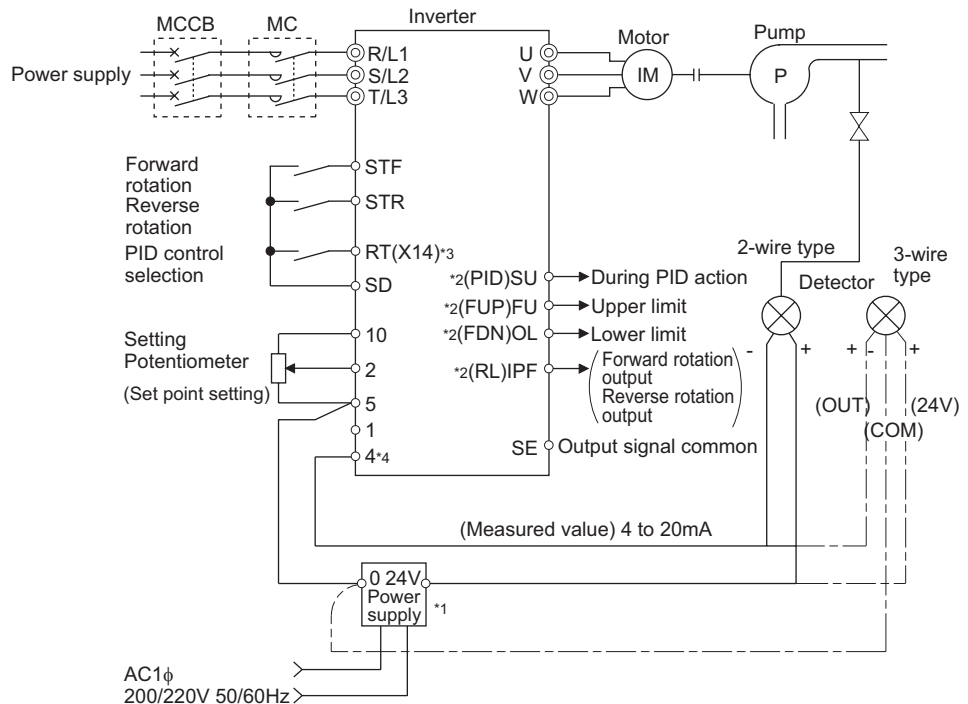 Inverter
MCCB
MC
Motor
Pump
Power supply
R/L1
S/L2
T/L3
U
V
W
IM
P
Forward
rotation
Reverse
rotation
PID control
selection
STF
STR
RT(X14)*3
SD
Setting
Potentiometer
(Set point setting)
10
2
5
1
4*4
*2(PID)SU
During PID action
*2(FUP)FU
Upper limit
*2(FDN)OL
Lower limit
*2(RL)IPF
Forward rotation
output
Reverse rotation
output
SE
Output signal common
2-wire type
Detector
3-wire
type
- +
+ - +
(OUT)
(24V)
(COM)
(Measured value) 4 to 20mA
0 24V
Power
supply
*1
AC1ϕ
200/220V 50/60Hz